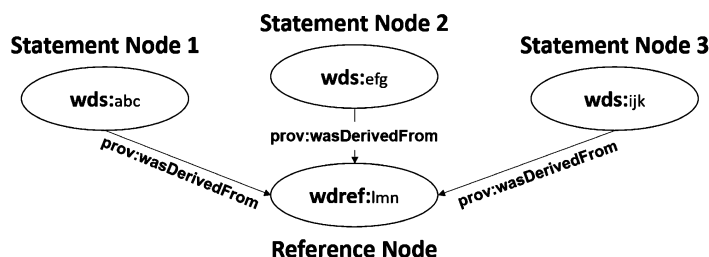 Statement Node 1
Statement Node 2
Statement Node 3
wds:abc
wds:efg
wds:ijk
prov:wasDerivedFrom
prov:wasDerivedFrom
prov:wasDerivedFrom
wdref:lmn
Reference Node